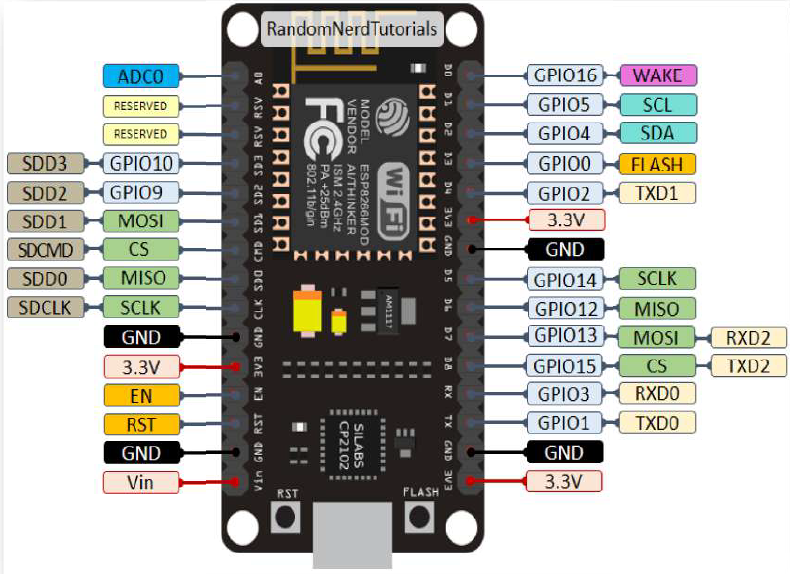 RandomNerdTutorials
ADC0 A0
RESERVED RSV
RESERVED RSV
SDD3 GPIO10 S3
SDD2 GPIO9 SD2
SDD1 MOSI SD1
SDCMD CS CMD
SDD0 MISO SD0
SDCLK SCLK CLK
GND GND
3.3V 3V3
EN EN
RST RST
GND GND
Vin Vin
D0 GPIO16 WAKE
D1 GPIO5 SCL
D2 GPIO4 SDA
D3 GPIO0 FLASH
D4 GPIO2 TXD1
3V3 3.3V
GND GND
D5 GPIO14 SCLK
D6 GPIO12 MISO
D7 GPIO13 MOSI RXD2
D8 GPIO15 CS TXD2
RX GPIO3 RXD0
TX GPIO1 TXD0
GND GND
3V3 3.3V
MODEL ESP8266MOD
VENDOR AI/THINKER
ISM 2.4GHz
PA +25dBm
802.11b/g/n
FC
Wi Fi
AM1117
SILABS
CP2102
RST
FLASH